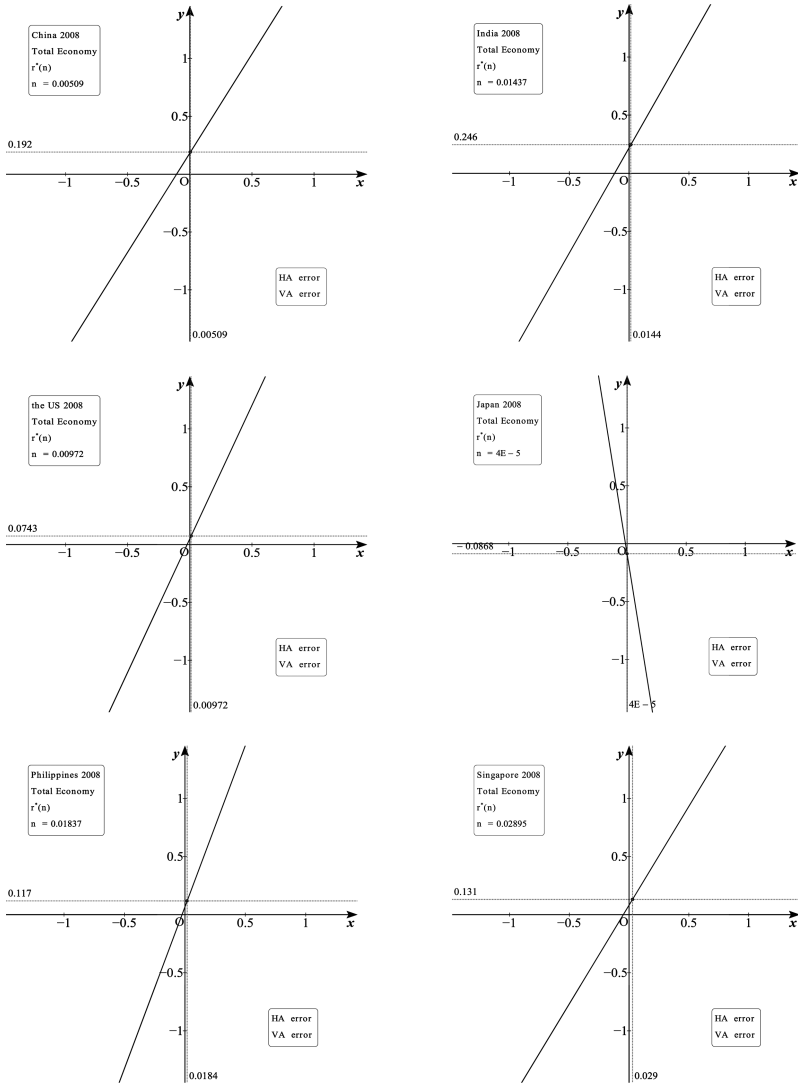 y
China 2008
Total Economy
r*(n)
n = 0.00509
1
0.5
0.192
−1 −0.5 O 0.5 1 x
−0.5
−1
HA error
VA error
0.00509
y
India 2008
Total Economy
r*(n)
n = 0.01437
1
0.5
0.246
−1 −0.5 O 0.5 1 x
−0.5
−1
HA error
VA error
0.0144
y
the US 2008
Total Economy
r*(n)
n = 0.00972
1
0.5
0.0743
−1 −0.5 O 0.5 1 x
−0.5
−1
HA error
VA error
0.00972
y
Japan 2008
Total Economy
r*(n)
n = 4E − 5
1
0.5
− 0.0868
−1 −0.5 O 0.5 1 x
−0.5
−1
HA error
VA error
4E − 5
y
Philippines 2008
Total Economy
r*(n)
n = 0.01837
1
0.5
0.117
−1 −0.5 O 0.5 1 x
−0.5
−1
HA error
VA error
0.0184
y
Singapore 2008
Total Economy
r*(n)
n = 0.02895
1
0.5
0.131
−1 −0.5 O 0.5 1 x
−0.5
−1
HA error
VA error
0.029